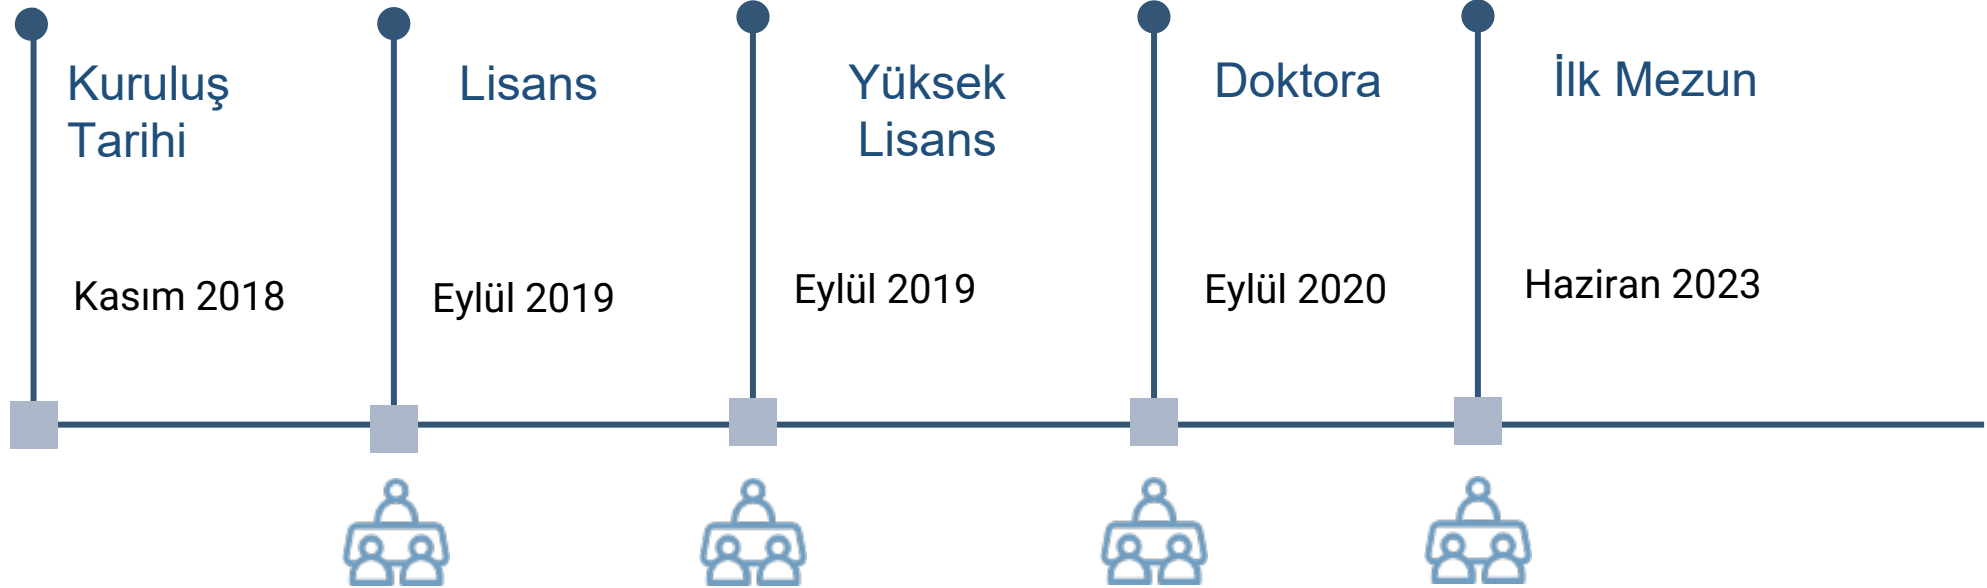 Kuruluş
Tarihi
Kasım 2018
Lisans
Eylül 2019
Yüksek
Lisans
Eylül 2019
Doktora
Eylül 2020
İlk Mezun
Haziran 2023